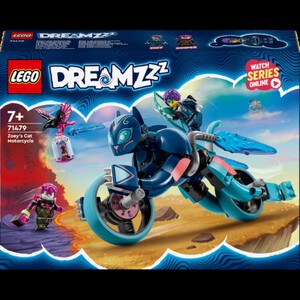 LEGO
DREAMZzz
WATCH
SERIES
ONLINE
7+
71479
Zoey's Cat
Motorcycle